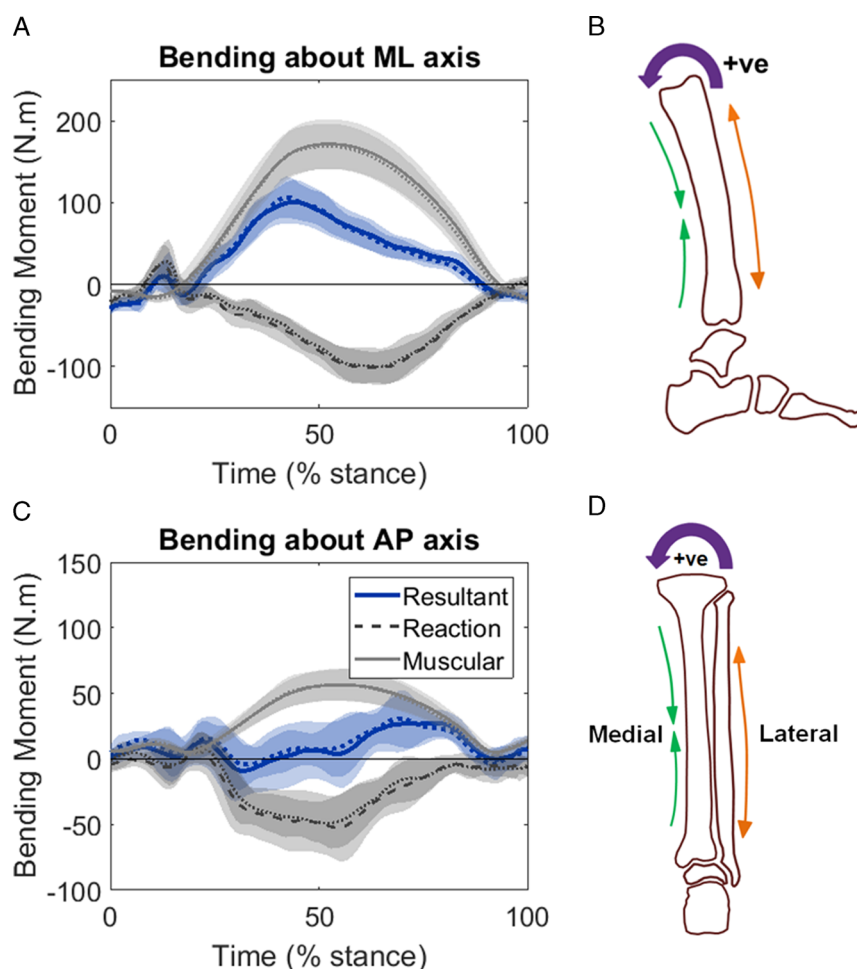 A
Bending about ML axis
Bending Moment (N.m)
200
100
0
-100
0
50
100
Time (% stance)
B
+ve
C
Bending about AP axis
Bending Moment (N.m)
150
100
50
0
-50
-100
Resultant
Reaction
Muscular
0
50
100
Time (% stance)
D
+ve
Medial
Lateral